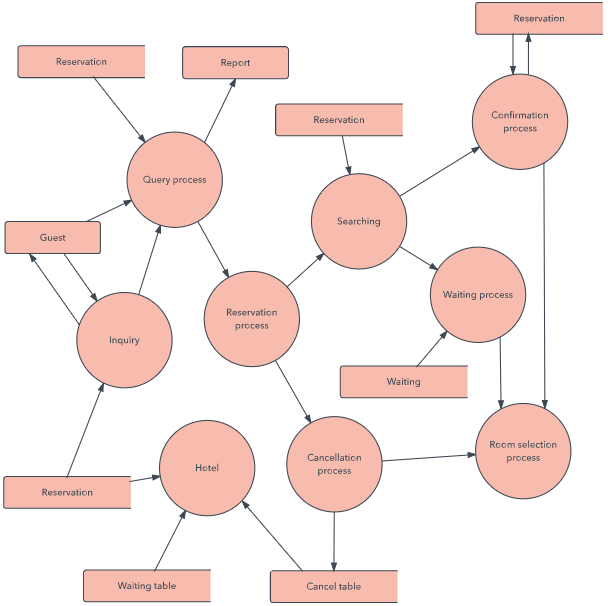 Reservation
Reservation
Report
Reservation
Confirmation
process
Query process
Searching
Guest
Waiting process
Reservation
process
Inquiry
Waiting
Room selection
process
Hotel
Cancellation
process
Reservation
Waiting table
Cancel table